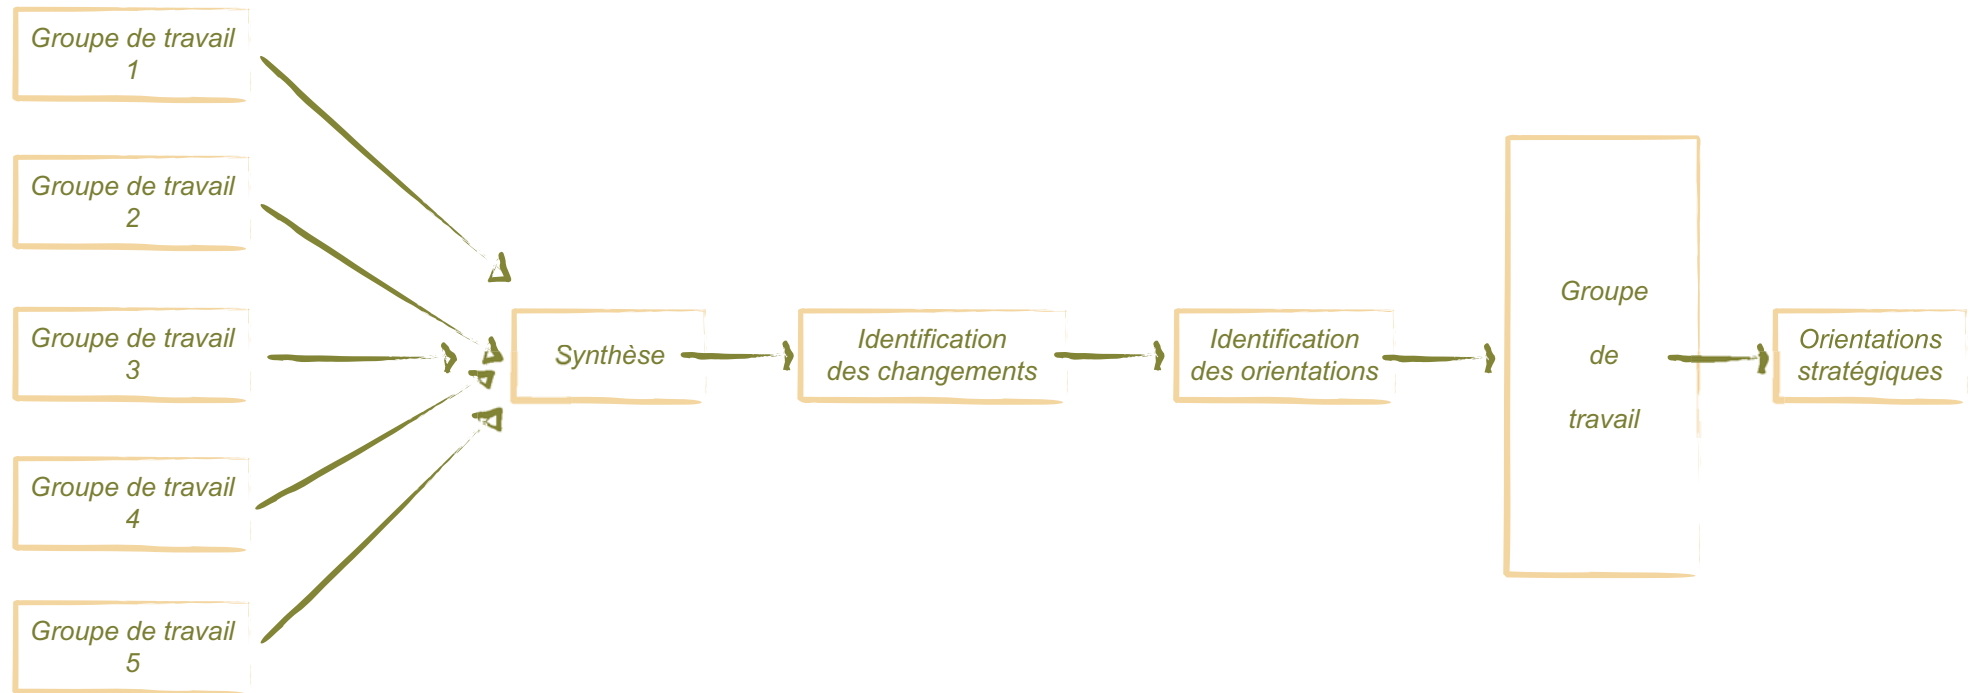 Groupe de travail
1
Groupe de travail
2
Groupe de travail
3
Groupe de travail
4
Groupe de travail
5
Synthèse
Identification
des changements
Identification
des orientations
Groupe
de
travail
Orientations
stratégiques